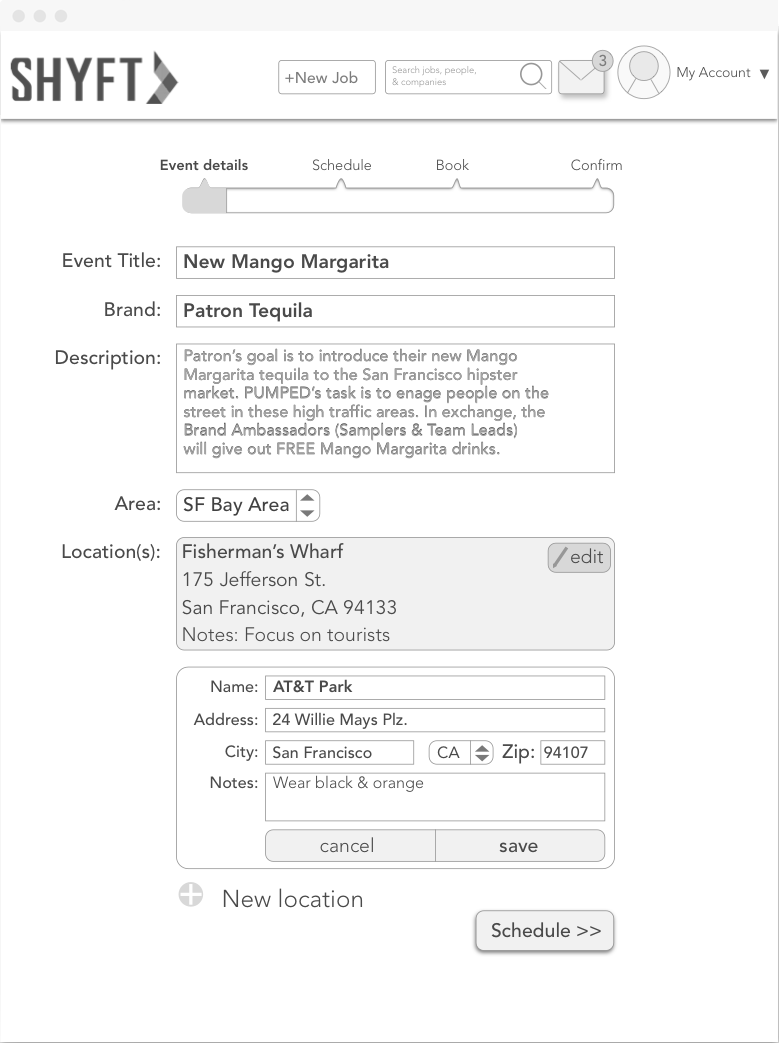 SHYFT
+New Job
Search jobs, people,
& companies
3
My Account ▼
Event details Schedule Book Confirm
Event Title: New Mango Margarita
Brand: Patron Tequila
Description: Patron's goal is to introduce their new Mango
Margarita tequila to the San Francisco hipster
market. PUMPED's task is to enage people on the
street in these high traffic areas. In exchange, the
Brand Ambassadors (Samplers & Team Leads)
will give out FREE Mango Margarita drinks.
Area: SF Bay Area
Location(s): Fisherman's Wharf
edit
175 Jefferson St.
San Francisco, CA 94133
Notes: Focus on tourists
Name: AT&T Park
Address: 24 Willie Mays Plz.
City: San Francisco CA Zip: 94107
Notes: Wear black & orange
cancel save
New location
Schedule >>